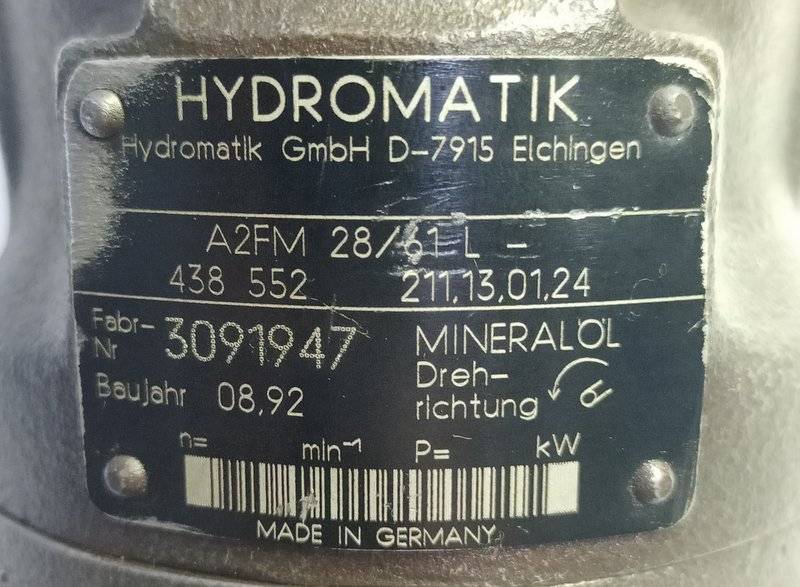 HYDROMATIK
Hydromatik GmbH D-7915 Elchingen
A2FM 28/61 L -
438 552 211,13,01,24
Fabr-
Nr 3091947 MINERALÖL
Baujahr 08,92 Dreh-
richtung
n= min⁻¹ P= kW
MADE IN GERMANY